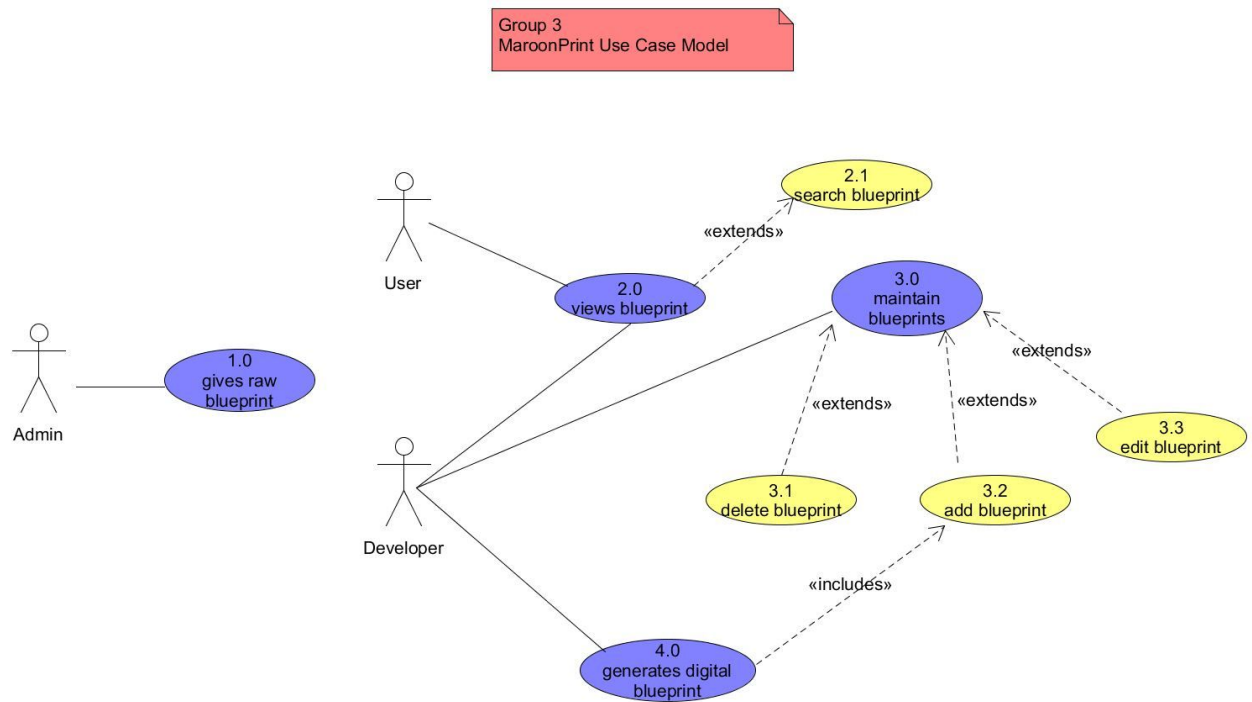 Group 3
MaroonPrint Use Case Model
2.1
search blueprint
«extends»
User
2.0
views blueprint
3.0
maintain
blueprints
«extends»
Admin
1.0
gives raw
blueprint
«extends»
«extends»
3.3
edit blueprint
Developer
3.1
delete blueprint
3.2
add blueprint
«includes»
4.0
generates digital
blueprint